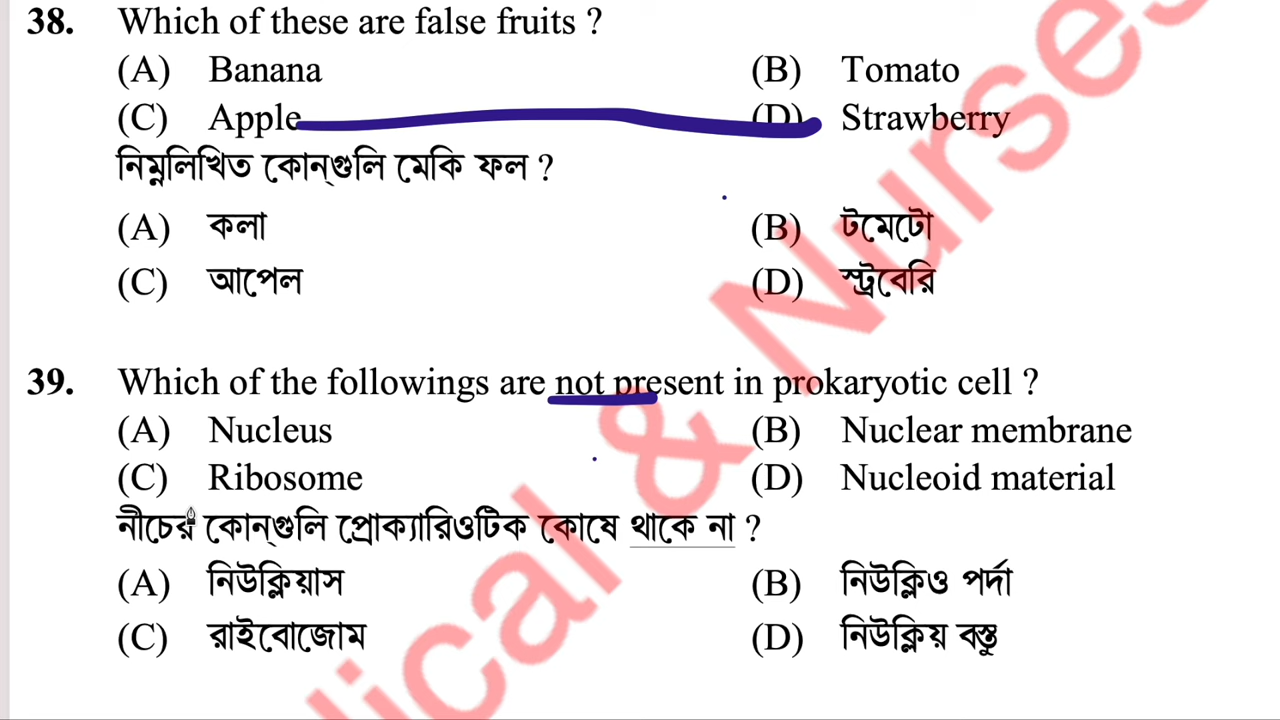 38. Which of these are false fruits ?
(A) Banana (B) Tomato
(C) Apple (D) Strawberry
নিম্নলিখিত কোন্‌গুলি মেকি ফল ?
(A) কলা (B) টমেটো
(C) আপেল (D) স্ট্রবেরি
39. Which of the followings are not present in prokaryotic cell ?
(A) Nucleus (B) Nuclear membrane
(C) Ribosome (D) Nucleoid material
নীচের কোন্‌গুলি প্রোক্যারিওটিক কোষে থাকে না ?
(A) নিউক্লিয়াস (B) নিউক্লিও পর্দা
(C) রাইবোজোম (D) নিউক্লিয় বস্তু
lical & Nurses